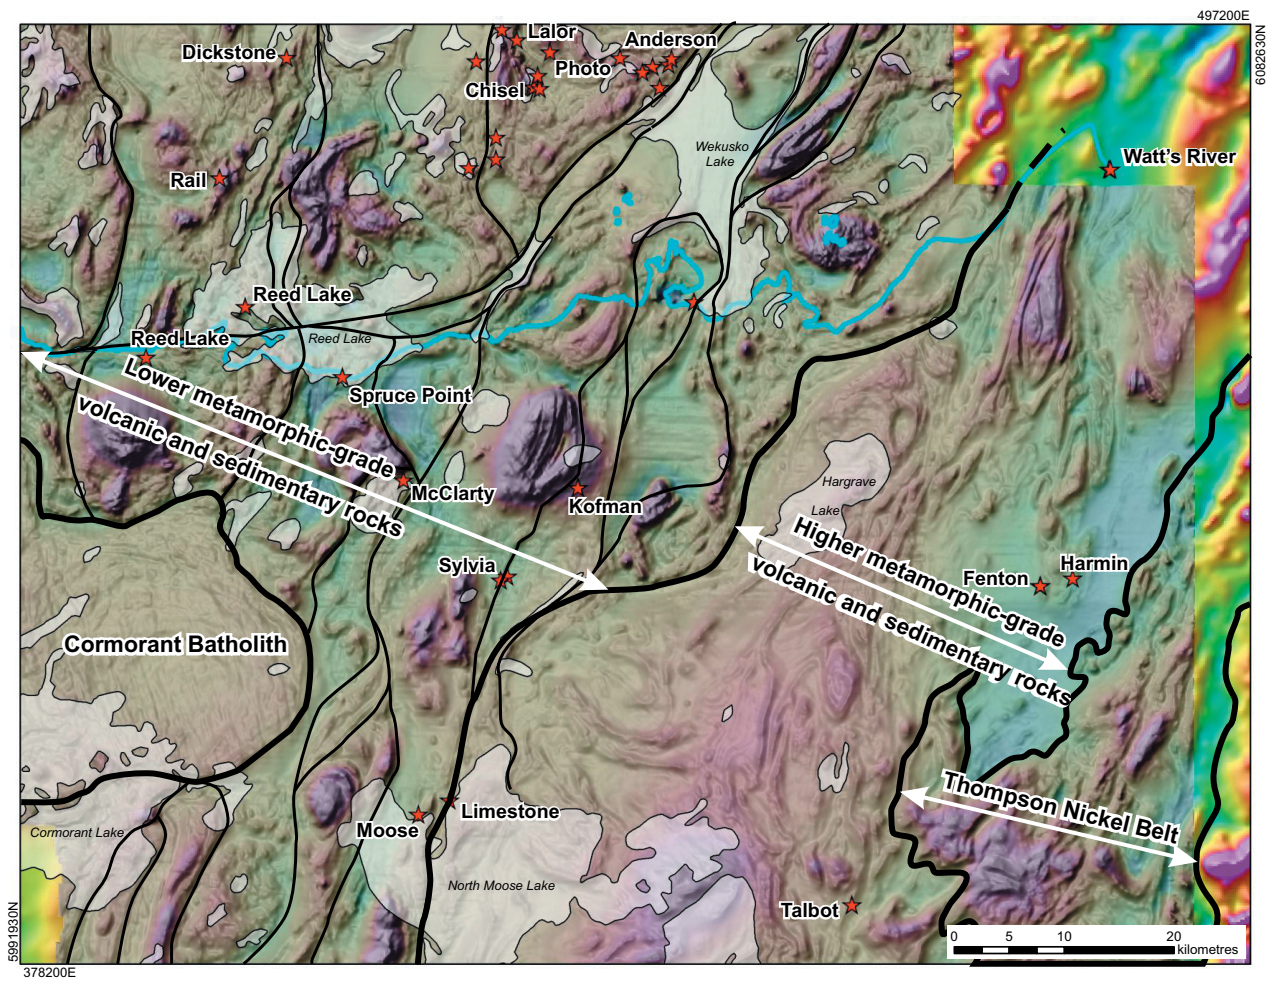 497200E
6082630N
Lalor
Anderson
Dickstone
Photo
Chisel
Wekusko
Lake
Watt's River
Rail
Reed Lake
Reed Lake
Reed Lake
Spruce Point
Lower metamorphic-grade
volcanic and sedimentary rocks
McClarty
Kofman
Hargrave
Lake
Higher metamorphic-grade
volcanic and sedimentary rocks
Sylvia
Fenton
Harmin
Cormorant Batholith
Thompson Nickel Belt
Limestone
Moose
Cormorant Lake
North Moose Lake
Talbot
0 5 10 20
kilometres
5991930N
378200E